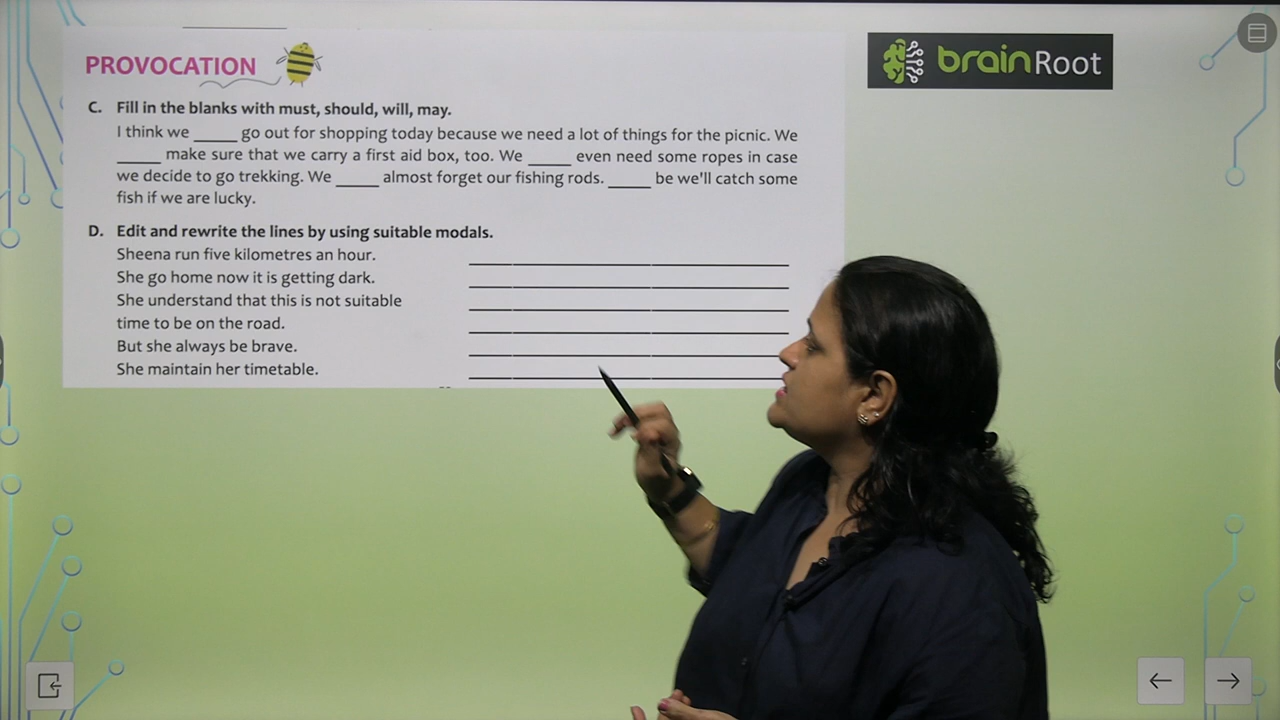 PROVOCATION
brainRoot
C. Fill in the blanks with must, should, will, may.
I think we _____ go out for shopping today because we need a lot of things for the picnic. We
_____ make sure that we carry a first aid box, too. We _____ even need some ropes in case
we decide to go trekking. We _____ almost forget our fishing rods. _____ be we'll catch some
fish if we are lucky.
D. Edit and rewrite the lines by using suitable modals.
Sheena run five kilometres an hour.
She go home now it is getting dark.
She understand that this is not suitable
time to be on the road.
But she always be brave.
She maintain her timetable.